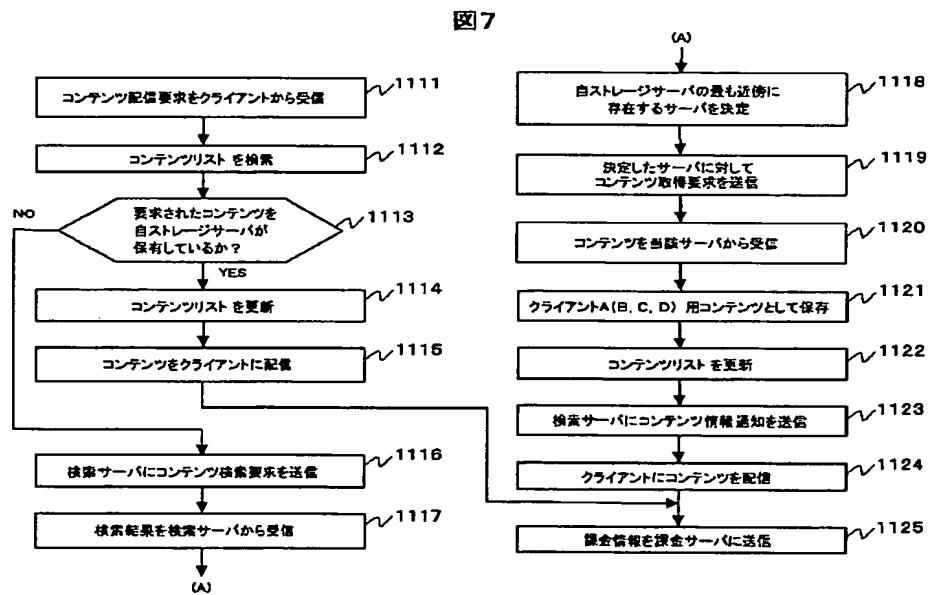 図7
コンテンツ配信要求をクライアントから受信
1111
コンテンツリストを検索
1112
要求されたコンテンツを
自ストレージサーバが
保有しているか？
1113
NO
YES
コンテンツリストを更新
1114
コンテンツをクライアントに配信
1115
検索サーバにコンテンツ検索要求を送信
1116
検索結果を検索サーバから受信
1117
(A)
(A)
自ストレージサーバの最も近傍に
存在するサーバを決定
1118
決定したサーバに対して
コンテンツ取得要求を送信
1119
コンテンツを当該サーバから受信
1120
クライアントA(B, C, D) 用コンテンツとして保存
1121
コンテンツリストを更新
1122
検索サーバにコンテンツ情報通知を送信
1123
クライアントにコンテンツを配信
1124
課金情報を課金サーバに送信
1125